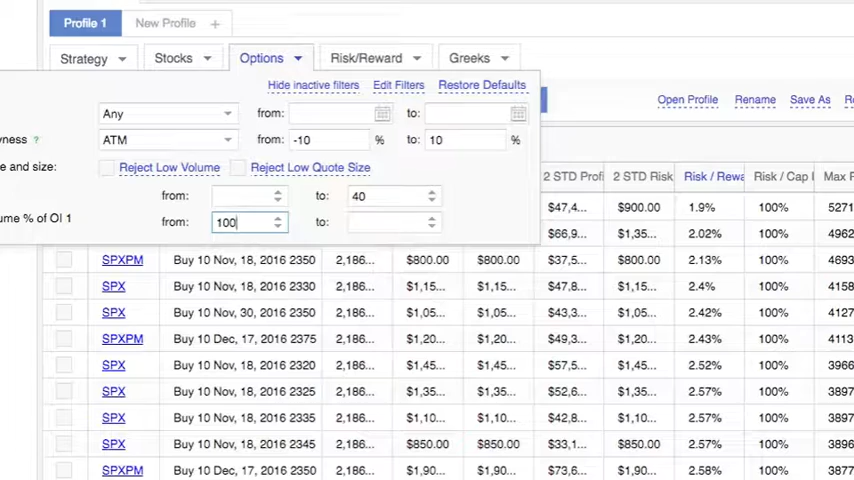 Profile 1 New Profile +
Strategy Stocks Options Risk/Reward Greeks
Hide inactive filters Edit Filters Restore Defaults
Any from: to:
Open Profile Rename Save As
yness ? ATM from: -10 % to: 10 %
e and size: Reject Low Volume Reject Low Quote Size
2 STD Profi 2 STD Risk Risk / Rewa Risk / Cap Max
from: to: 40
$47,4... $900.00 1.9% 100% 5271
ume % of OI 1 from: 100 to:
$66,9... $1,35... 2.02% 100% 4962
SPXPM Buy 10 Nov, 18, 2016 2350 2,186... $800.00 $800.00 $37,5... $800.00 2.13% 100% 4693
SPX Buy 10 Nov, 18, 2016 2330 2,186... $1,15... $1,15... $47,8... $1,15... 2.4% 100% 4158
SPX Buy 10 Nov, 30, 2016 2350 2,186... $1,05... $1,05... $43,3... $1,05... 2.42% 100% 4127
SPXPM Buy 10 Dec, 17, 2016 2375 2,186... $1,20... $1,20... $49,3... $1,20... 2.43% 100% 4113
SPX Buy 10 Nov, 18, 2016 2320 2,186... $1,45... $1,45... $57,5... $1,45... 2.52% 100% 3966
SPX Buy 10 Nov, 18, 2016 2325 2,186... $1,35... $1,35... $52,6... $1,35... 2.57% 100% 3897
SPX Buy 10 Nov, 18, 2016 2335 2,186... $1,10... $1,10... $42,8... $1,10... 2.57% 100% 3897
SPX Buy 10 Nov, 18, 2016 2345 2,186... $850.00 $850.00 $33,1... $850.00 2.57% 100% 3896
SPXPM Buy 10 Dec, 17, 2016 2350 2,186... $1,90... $1,90... $73,6... $1,90... 2.58% 100% 3877